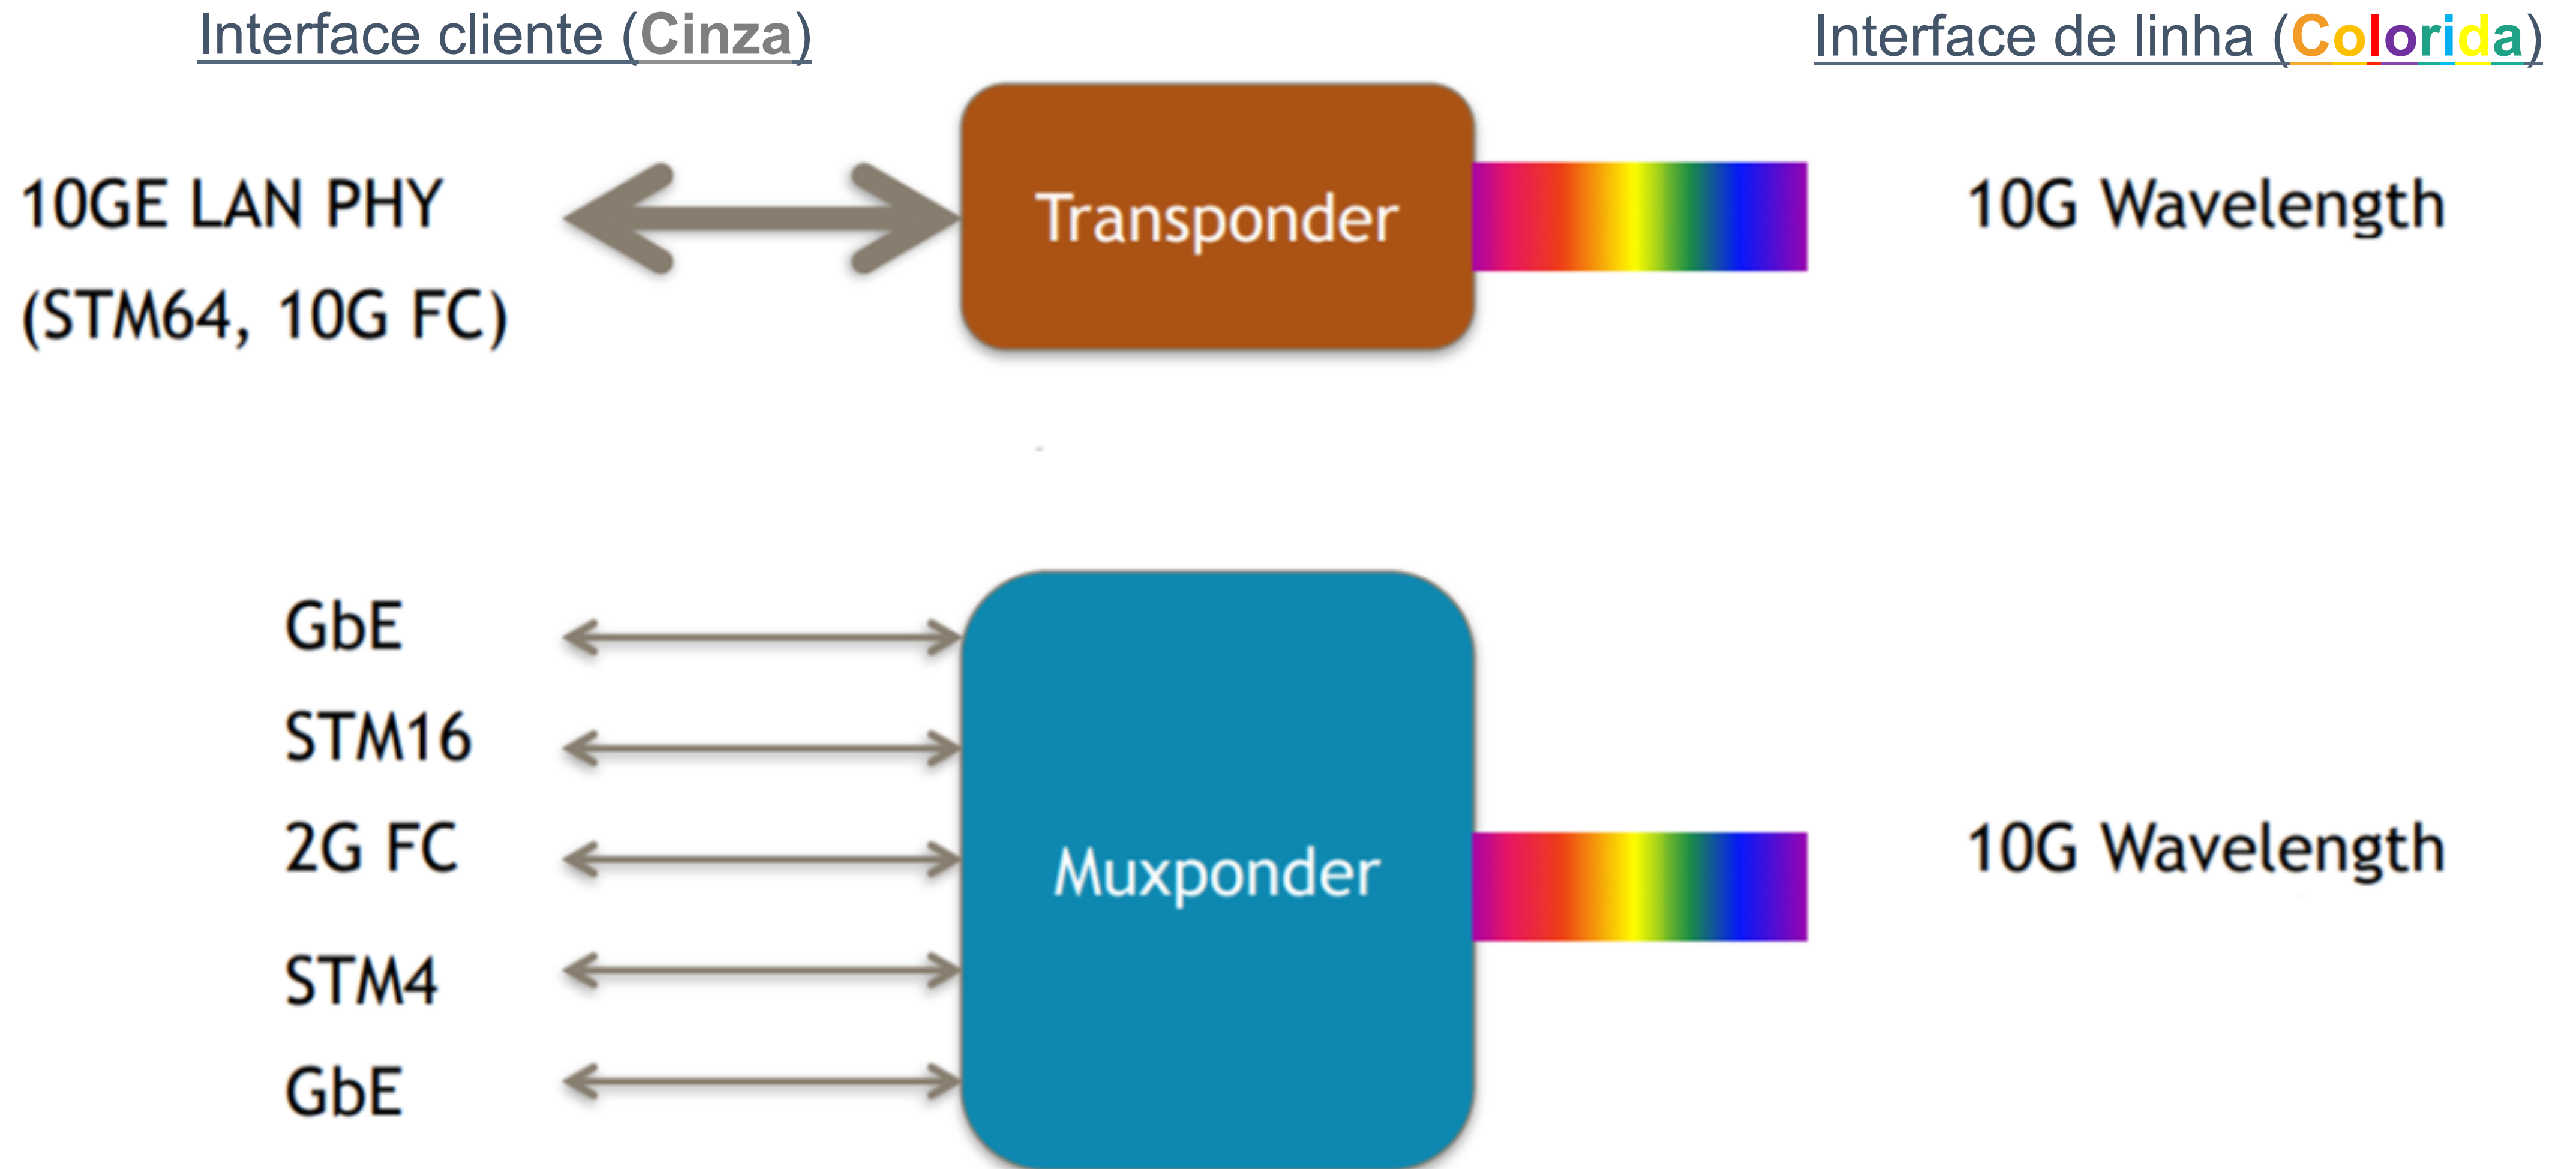 Interface cliente (Cinza)
Interface de linha (Colorida)
10GE LAN PHY
(STM64, 10G FC)
Transponder
10G Wavelength
GbE
STM16
2G FC
STM4
GbE
Muxponder
10G Wavelength